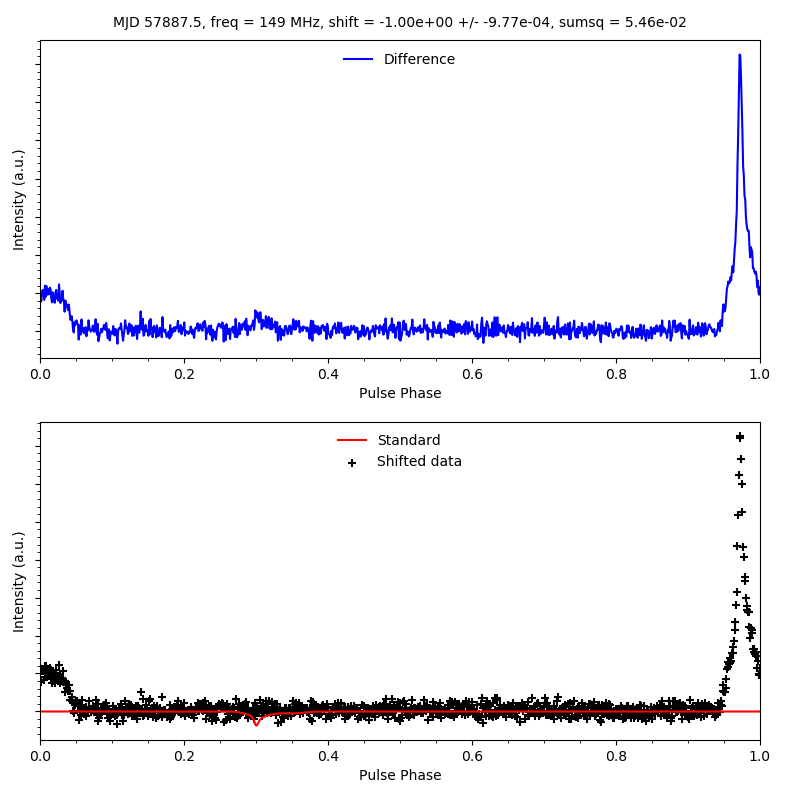 MJD 57887.5, freq = 149 MHz, shift = -1.00e+00 +/- -9.77e-04, sumsq = 5.46e-02
Difference
Intensity (a.u.)
0.0 0.2 0.4 0.6 0.8 1.0
Pulse Phase
Standard
Shifted data
Intensity (a.u.)
0.0 0.2 0.4 0.6 0.8 1.0
Pulse Phase